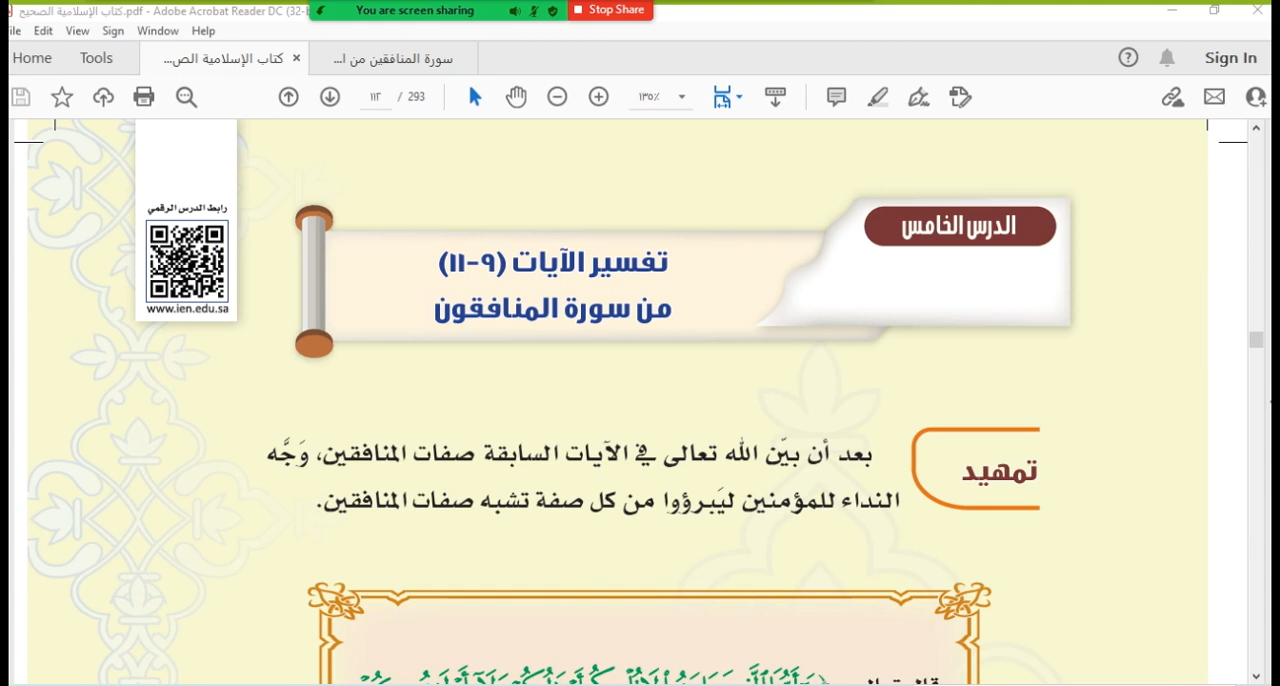 كتاب الإسلامية الصحيح.pdf - Adobe Acrobat Reader DC (32-b
You are screen sharing
Stop Share
ile Edit View Sign Window Help
Home Tools
كتاب الإسلامية الص...
سورة المنافقين من ا...
Sign In
١١٢ / 293
١٣٥٪
رابط الدرس الرقمي
www.ien.edu.sa
الدرس الخامس
تفسير الآيات (٩-١١)
من سورة المنافقون
تمهيد
بعد أن بيّن الله تعالى في الآيات السابقة صفات المنافقين، وَجَّه
النداء للمؤمنين ليَبرؤوا من كل صفة تشبه صفات المنافقين.